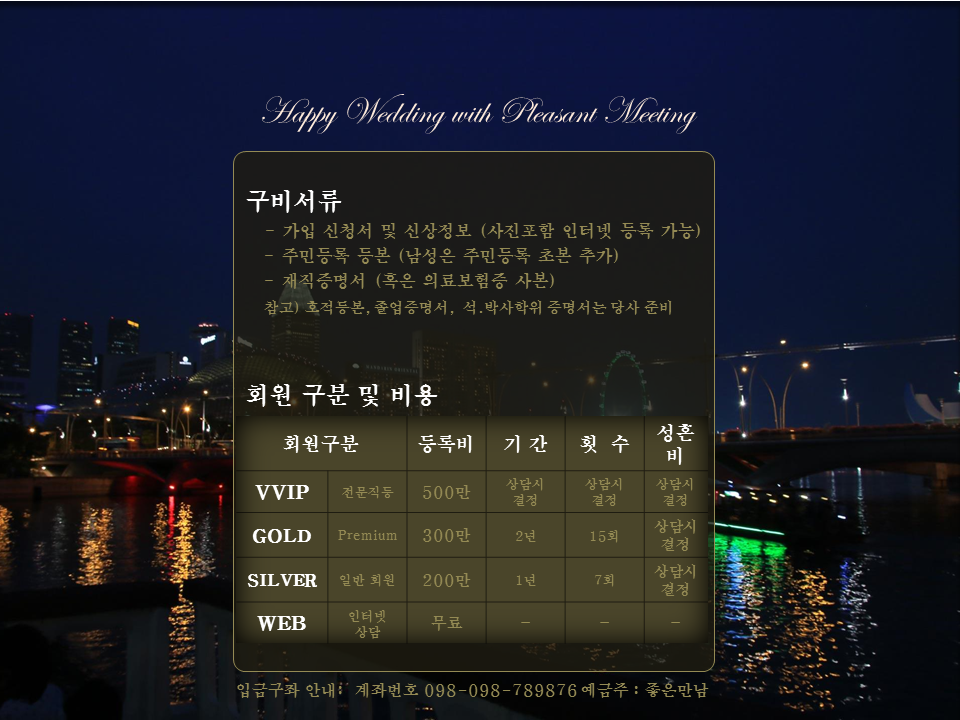 Happy Wedding with Pleasant Meeting
구비서류
- 가입 신청서 및 신상정보 (사진포함 인터넷 등록 가능)
- 주민등록 등본 (남성은 주민등록 초본 추가)
- 재직증명서 (혹은 의료보험증 사본)
참고) 호적등본, 졸업증명서, 석.박사학위 증명서는 당사 준비
회원 구분 및 비용
회원구분 등록비 기 간 횟 수 성혼비
VVIP 전문직등 500만 상담시 결정 상담시 결정 상담시 결정
GOLD Premium 300만 2년 15회 상담시 결정
SILVER 일반 회원 200만 1년 7회 상담시 결정
WEB 인터넷 상담 무료 - - -
입금구좌 안내: 계좌번호 098-098-789876 예금주 : 좋은만남